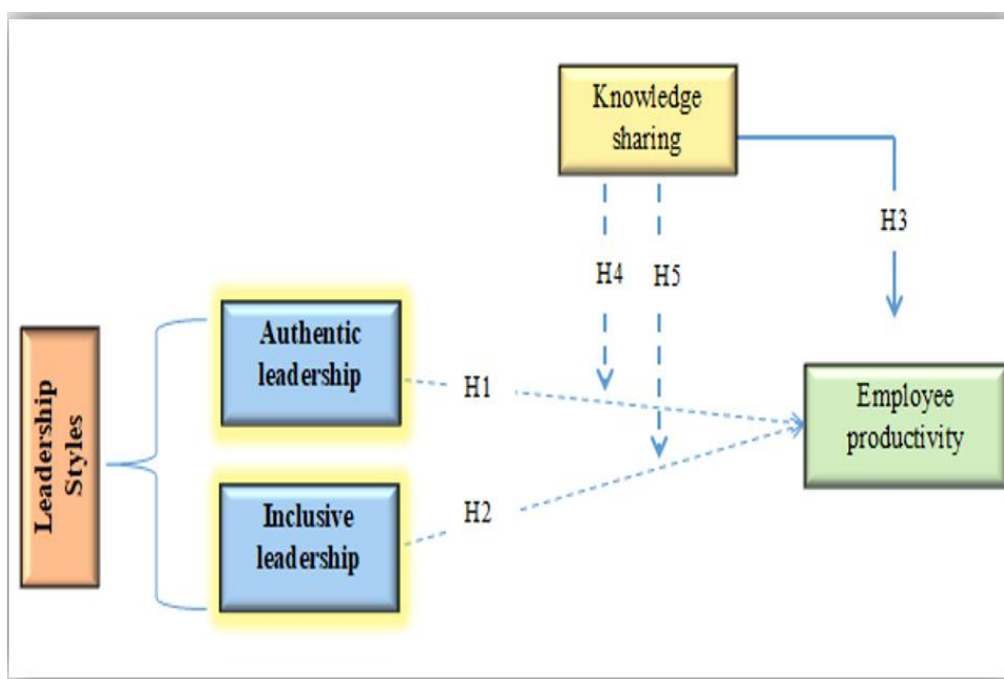 Knowledge
sharing
H3
H4
H5
Leadership
Styles
Authentic
leadership
H1
Employee
productivity
Inclusive
leadership
H2